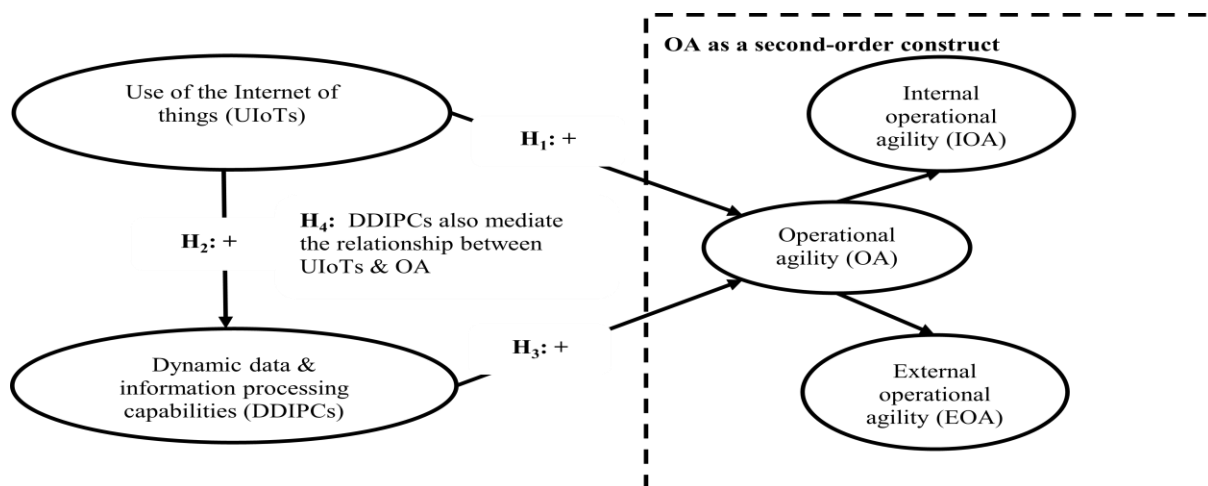 OA as a second-order construct
Use of the Internet of
things (UIoTs)
Internal
operational
agility (IOA)
H₁: +
H₂: +
H₄: DDIPCs also mediate
the relationship between
UIoTs & OA
Operational
agility (OA)
H₃: +
Dynamic data &
information processing
capabilities (DDIPCs)
External
operational
agility (EOA)